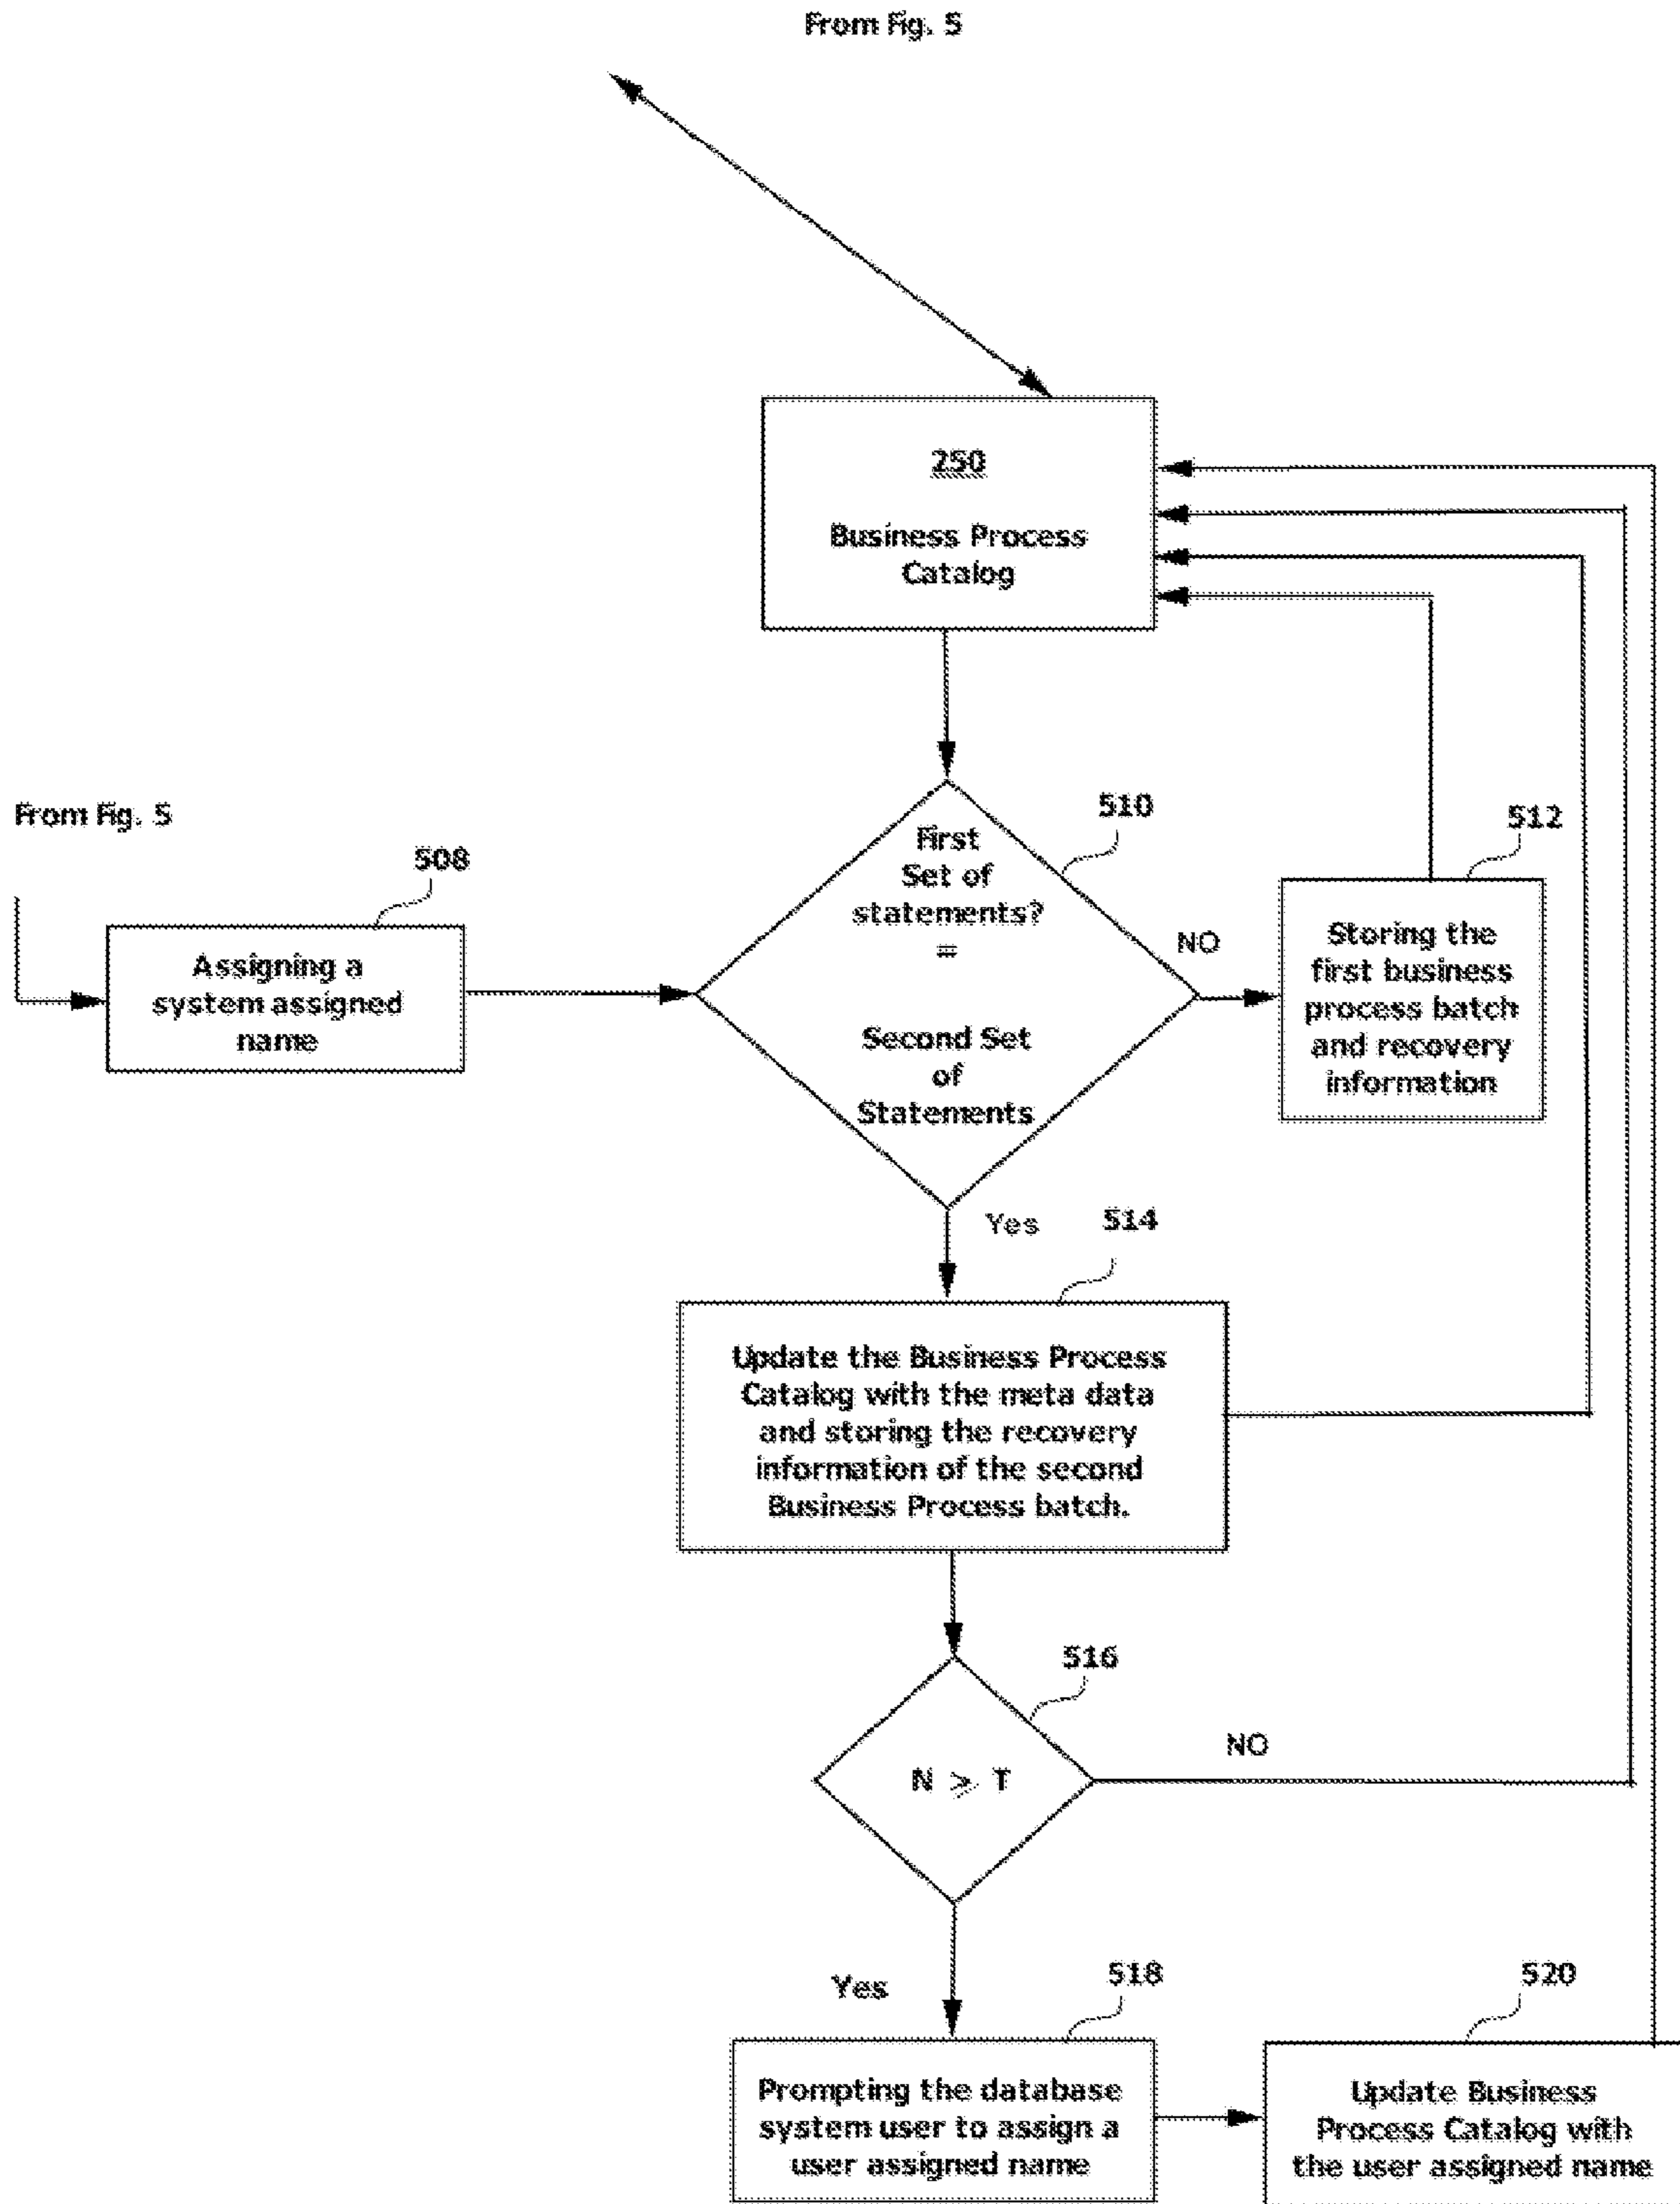 From Fig. 5
250
Business Process
Catalog
From Fig. 5
508
Assigning a
system assigned
name
510
First
Set of
statements?
=
Second Set
of
Statements
NO
512
Storing the
first business
process batch
and recovery
information
Yes
514
Update the Business Process
Catalog with the meta data
and storing the recovery
information of the second
Business Process batch.
516
N > T
NO
Yes
518
Prompting the database
system user to assign a
user assigned name
520
Update Business
Process Catalog with
the user assigned name